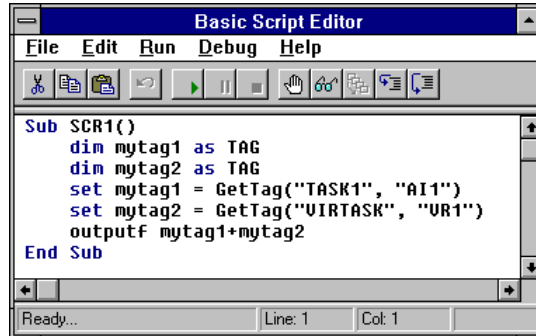 Basic Script Editor
File Edit Run Debug Help
Sub SCR1()
dim mytag1 as TAG
dim mytag2 as TAG
set mytag1 = GetTag("TASK1", "AI1")
set mytag2 = GetTag("VIRTASK", "VR1")
outputf mytag1+mytag2
End Sub
Ready... Line: 1 Col: 1